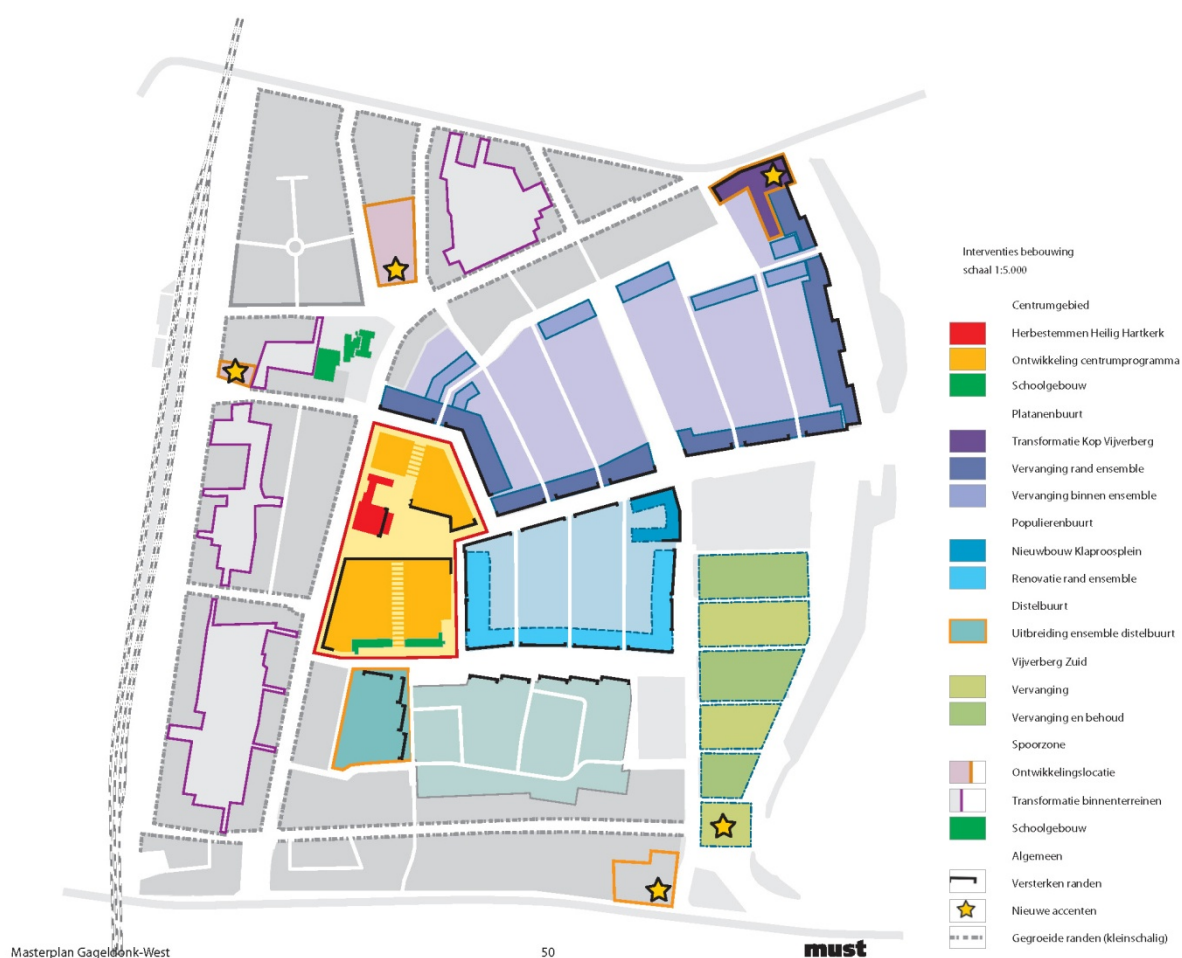 Interventies bebouwing
schaal 1:5.000
Centrumgebied
Herbestemmen Heilig Hartkerk
Ontwikkeling centrumprogramma
Schoolgebouw
Platanenbuurt
Transformatie Kop Vijverberg
Vervanging rand ensemble
Vervanging binnen ensemble
Populierenbuurt
Nieuwbouw Klaproosplein
Renovatie rand ensemble
Distelbuurt
Uitbreiding ensemble distelbuurt
Vijverberg Zuid
Vervanging
Vervanging en behoud
Spoorzone
Ontwikkelingslocatie
Transformatie binnenterreinen
Schoolgebouw
Algemeen
Versterken randen
Nieuwe accenten
Gegroeide randen (kleinschalig)
Masterplan Gageldonk-West
50
must